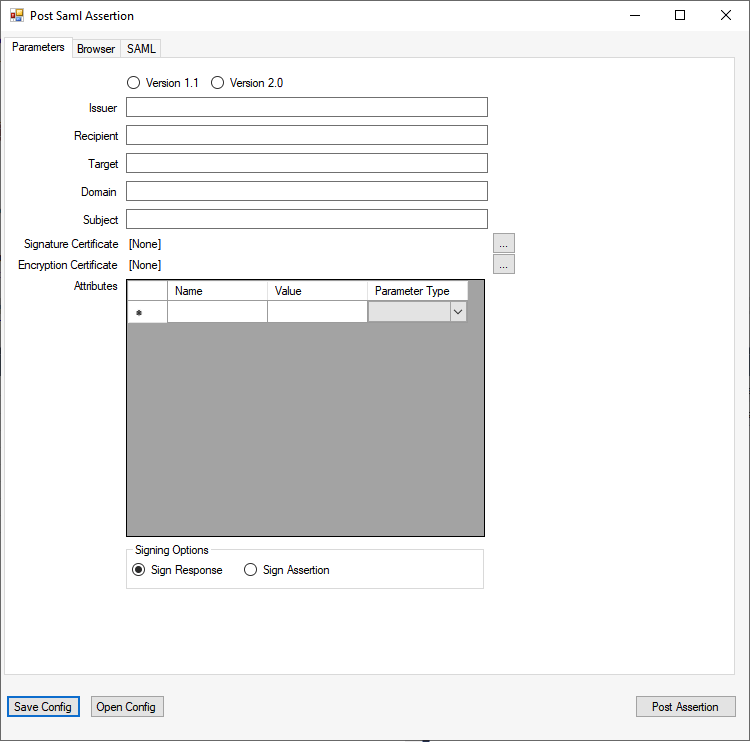 Post Saml Assertion
Parameters Browser SAML
Version 1.1 Version 2.0
Issuer
Recipient
Target
Domain
Subject
Signature Certificate [None] ...
Encryption Certificate [None] ...
Attributes
Name Value Parameter Type
*
Signing Options
Sign Response Sign Assertion
Save Config Open Config Post Assertion